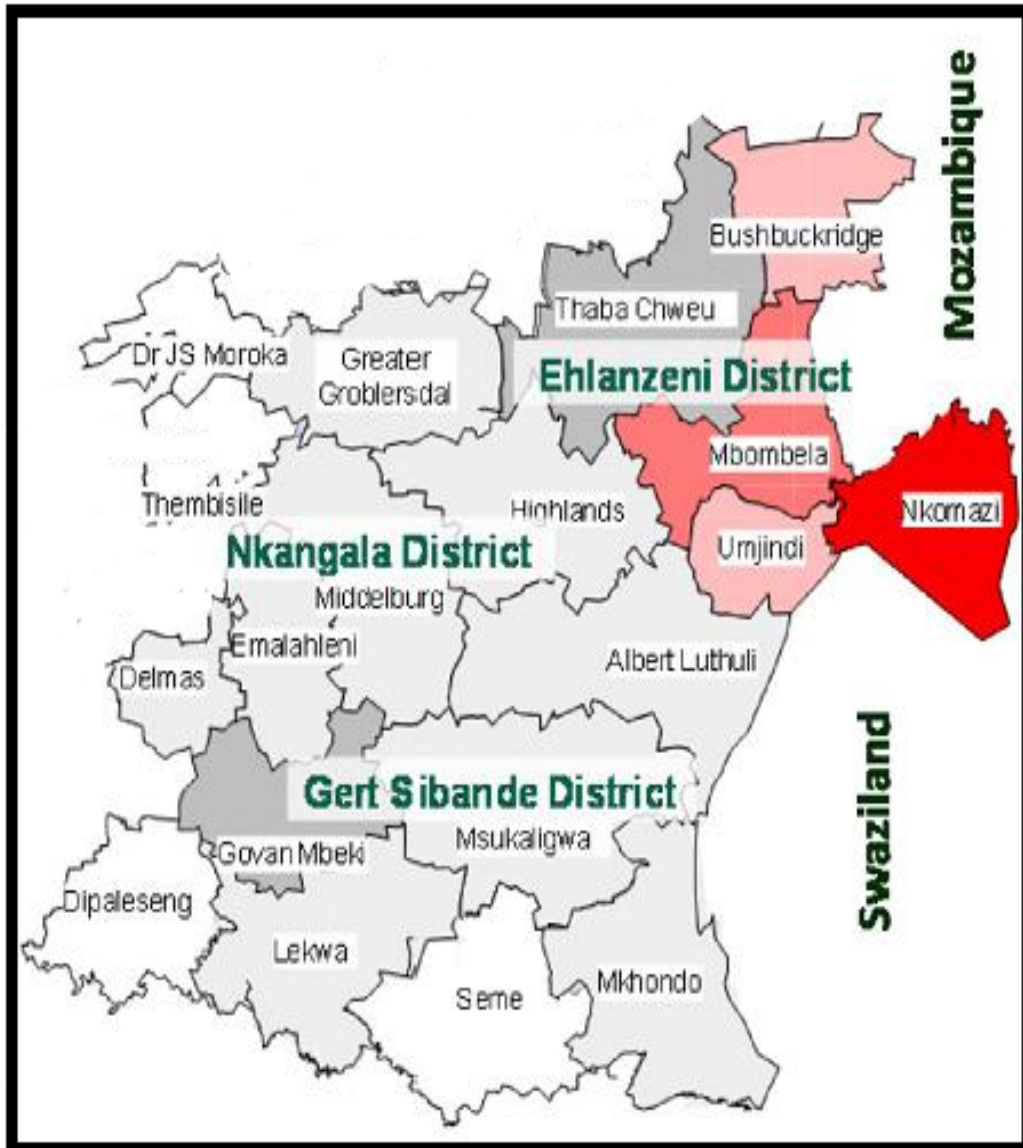 Mozambique
Bushbuckridge
Thaba Chweu
Dr JS Moroka
Greater
Groblersdal
Ehlanzeni District
Mbombela
Thembisile
Highlands
Nkomazi
Nkangala District
Umjindi
Middelburg
Emalahleni
Albert Luthuli
Delmas
Swaziland
Gert Sibande District
Msukaligwa
Govan Mbeki
Dipaleseng
Lekwa
Mkhondo
Seme